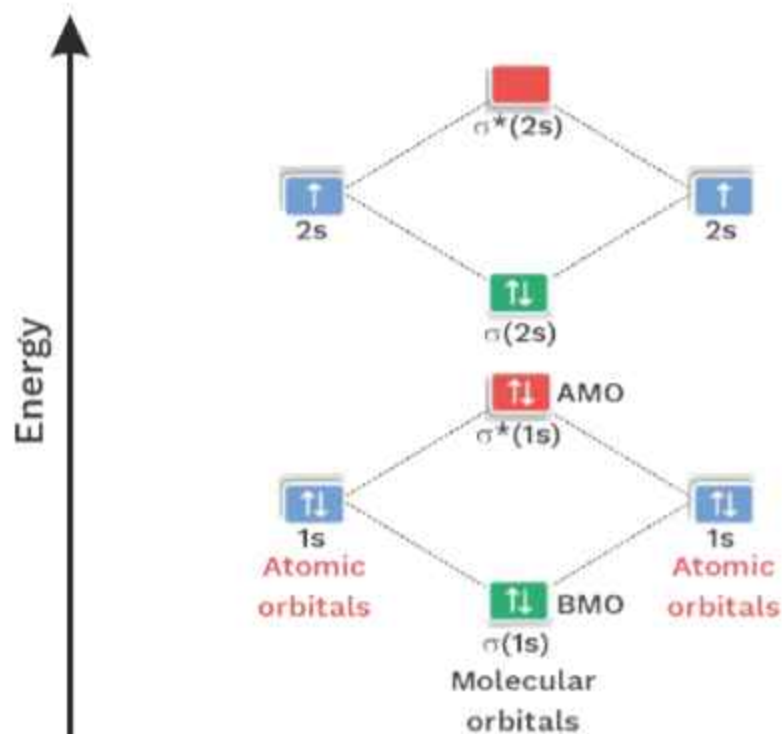 σ*(2s)
↑
2s
↑
2s
↑↓
σ(2s)
Energy
↑↓ AMO
σ*(1s)
↑↓
1s
Atomic
orbitals
↑↓
1s
Atomic
orbitals
↑↓ BMO
σ(1s)
Molecular
orbitals